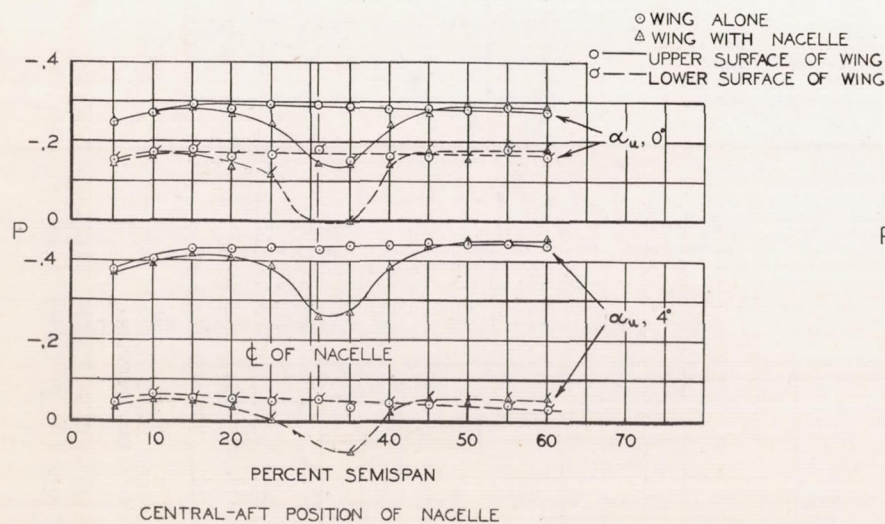 ⊙ WING ALONE
△ WING WITH NACELLE
UPPER SURFACE OF WING
LOWER SURFACE OF WING
-.4
-.2
0
P
αu, 0°
-.4
-.2
0
αu, 4°
℄ OF NACELLE
0 10 20 30 40 50 60 70
PERCENT SEMISPAN
CENTRAL-AFT POSITION OF NACELLE